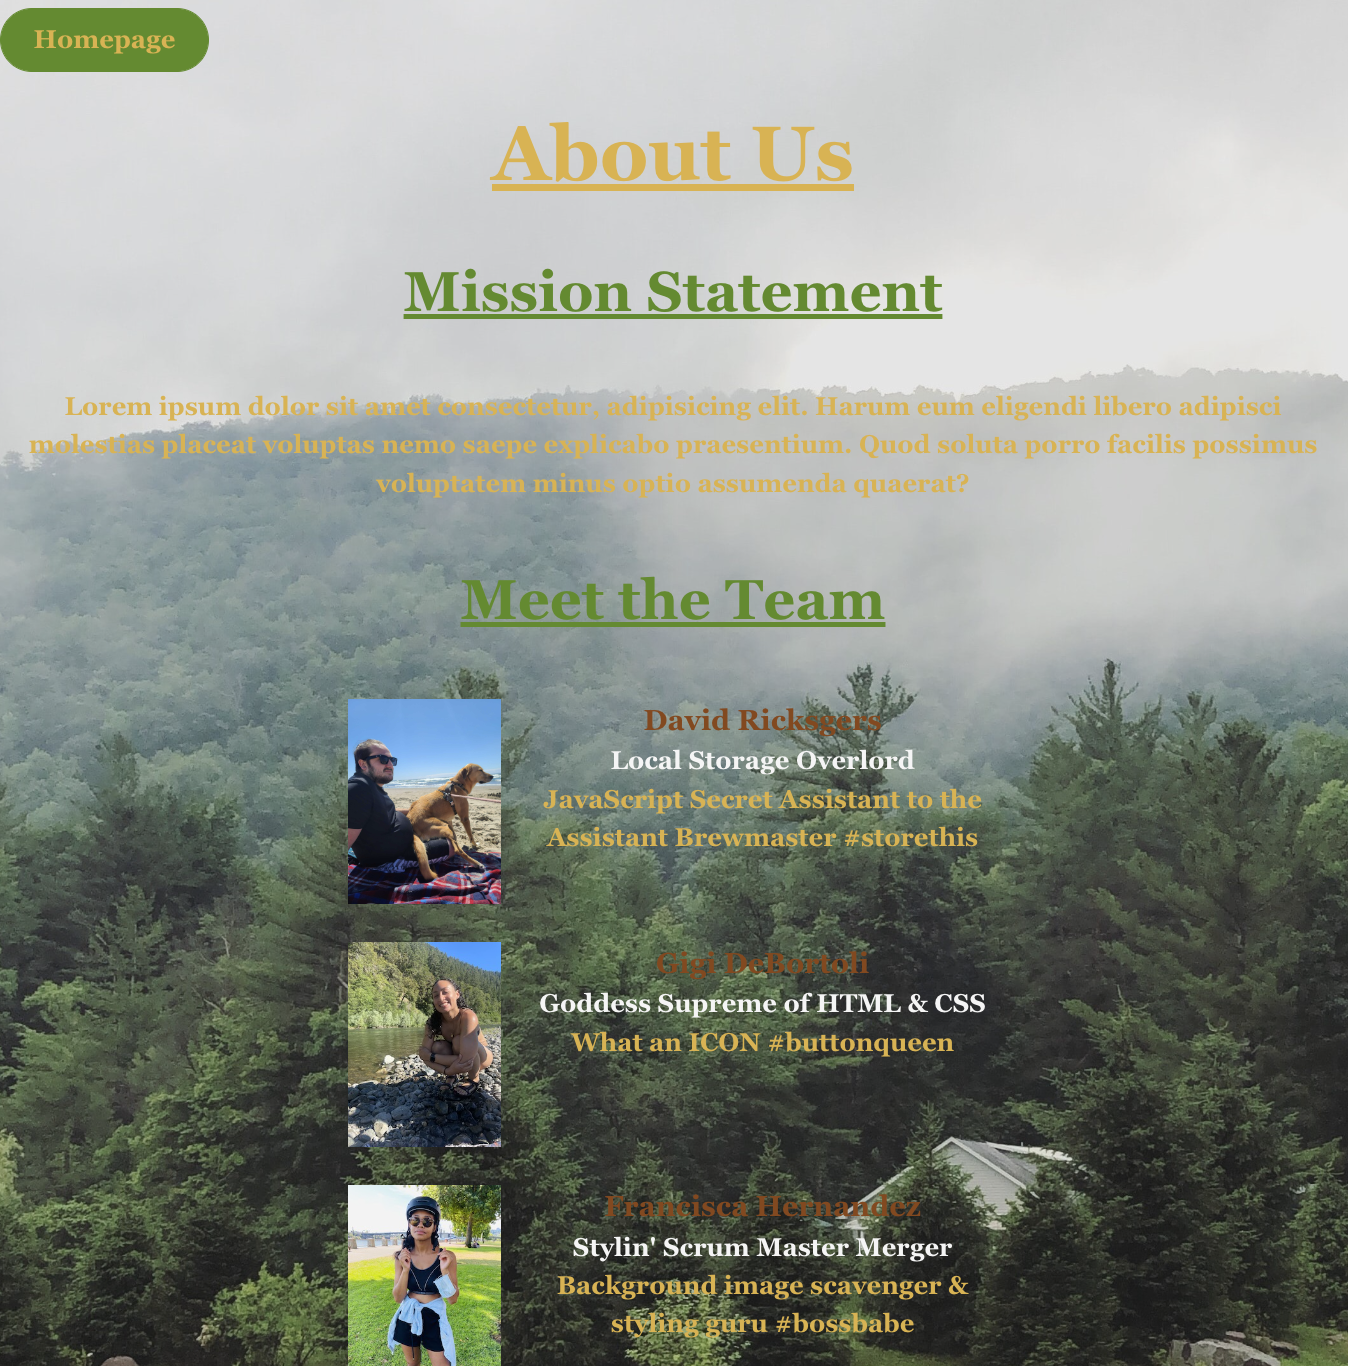 Homepage
About Us
Mission Statement
Lorem ipsum dolor sit amet consectetur, adipisicing elit. Harum eum eligendi libero adipisci
molestias placeat voluptas nemo saepe explicabo praesentium. Quod soluta porro facilis possimus
voluptatem minus optio assumenda quaerat?
Meet the Team
David Ricksgers
Local Storage Overlord
JavaScript Secret Assistant to the
Assistant Brewmaster #storethis
Gigi DeBortoli
Goddess Supreme of HTML & CSS
What an ICON #buttonqueen
Francisca Hernandez
Stylin' Scrum Master Merger
Background image scavenger &
styling guru #bossbabe